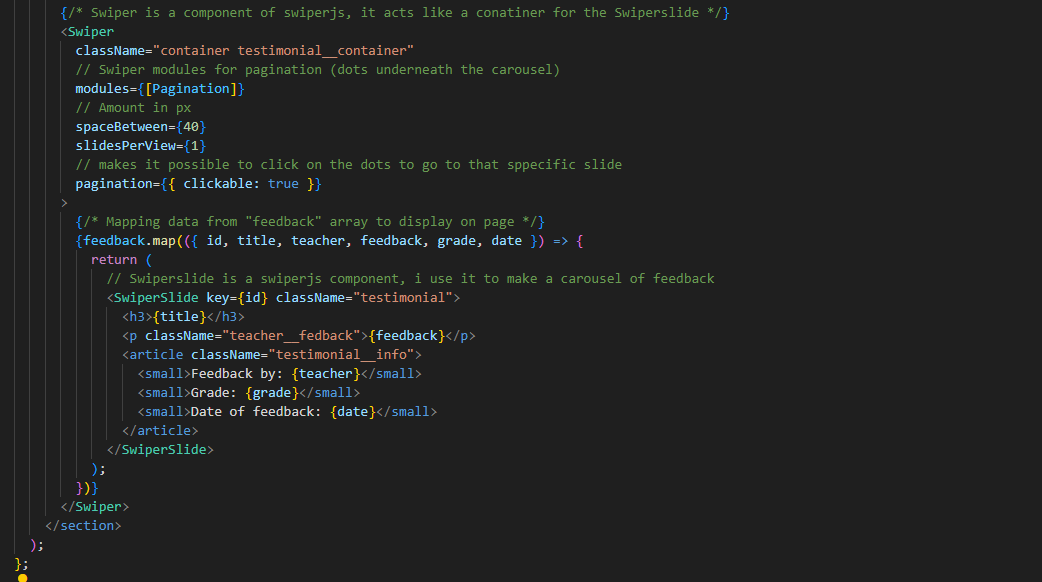 {/* Swiper is a component of swiperjs, it acts like a conatiner for the Swiperslide */}
<Swiper
className="container testimonial__container"
// Swiper modules for pagination (dots underneath the carousel)
modules={[Pagination]}
// Amount in px
spaceBetween={40}
slidesPerView={1}
// makes it possible to click on the dots to go to that sppecific slide
pagination={{ clickable: true }}
>
{/* Mapping data from "feedback" array to display on page */}
{feedback.map(({ id, title, teacher, feedback, grade, date }) => {
return (
// Swiperslide is a swiperjs component, i use it to make a carousel of feedback
<SwiperSlide key={id} className="testimonial">
<h3>{title}</h3>
<p className="teacher__fedback">{feedback}</p>
<article className="testimonial__info">
<small>Feedback by: {teacher}</small>
<small>Grade: {grade}</small>
<small>Date of feedback: {date}</small>
</article>
</SwiperSlide>
);
})}
</Swiper>
</section>
);
};